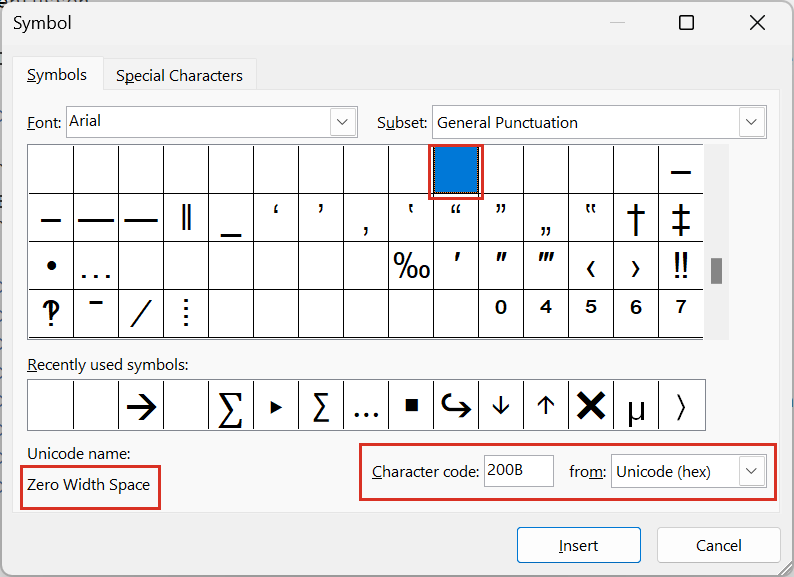 Symbol
Symbols Special Characters
Font: Arial Subset: General Punctuation
–
– — ― ‖ ‗ ‘ ’ ‚ ‛ “ ” „ ‟ † ‡
• … ‰ ′ ″ ‴ ‹ › ‼
‽ ‾ ⁄ ⁞ ⁰ ⁴ ⁵ ⁶ ⁷
Recently used symbols:
→ ∑ ► ∑ … ■ ↪ ↓ ↑ ✕ µ 〉
Unicode name:
Zero Width Space
Character code: 200B from: Unicode (hex)
Insert Cancel